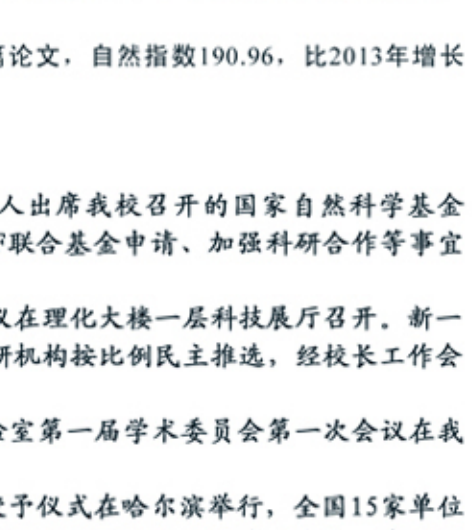 论文，自然指数190.96，比2013年增长
人出席我校召开的国家自然科学基金
联合基金申请、加强科研合作等事宜
议在理化大楼一层科技展厅召开。新一
研机构按比例民主推选，经校长工作会
室第一届学术委员会第一次会议在我
予仪式在哈尔滨举行，全国15家单位